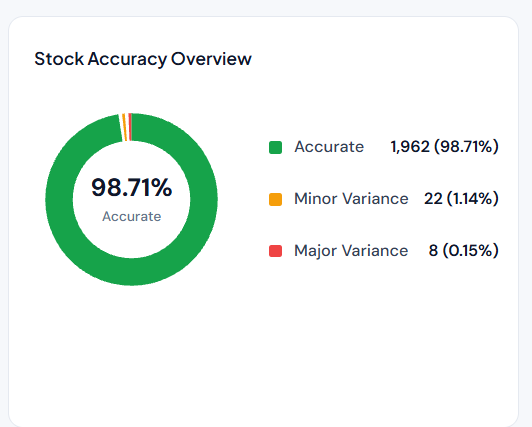 Stock Accuracy Overview
98.71%
Accurate
Accurate 1,962 (98.71%)
Minor Variance 22 (1.14%)
Major Variance 8 (0.15%)